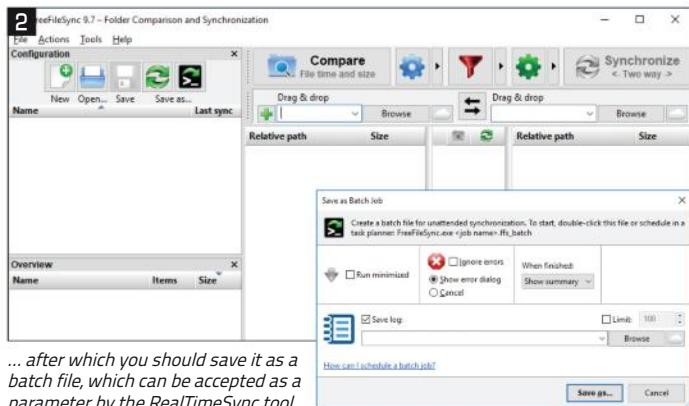 2
FreeFileSync 9.7 - Folder Comparison and Synchronization
File Actions Tools Help
Configuration
New Open... Save Save as...
Name Last sync
Overview
Name Items Size
Compare
File time and size
Synchronize
< Two way >
Drag & drop
Browse
Drag & drop
Browse
Relative path Size
Relative path Size
Save as Batch Job
Create a batch file for unattended synchronization. To start, double-click this file or schedule in a
task planner: FreeFileSync.exe <job name>.ffs_batch
Run minimized
Ignore errors
Show error dialog
Cancel
When finished:
Show summary
Save log:
Limit: 100
Browse
How can I schedule a batch job?
Save as... Cancel
... after which you should save it as a
batch file, which can be accepted as a
parameter by the RealTimeSync tool